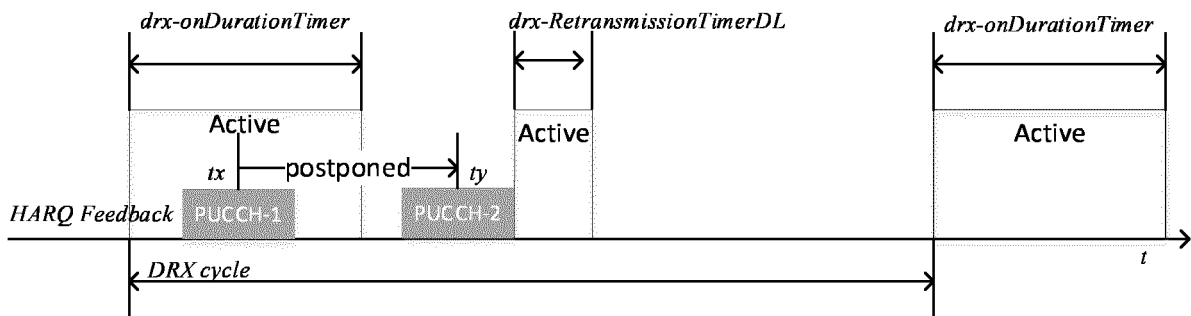 drx-onDurationTimer
drx-RetransmissionTimerDL
drx-onDurationTimer
Active
Active
Active
tx
postponed
ty
HARQ Feedback
PUCCH-1
PUCCH-2
t
DRX cycle